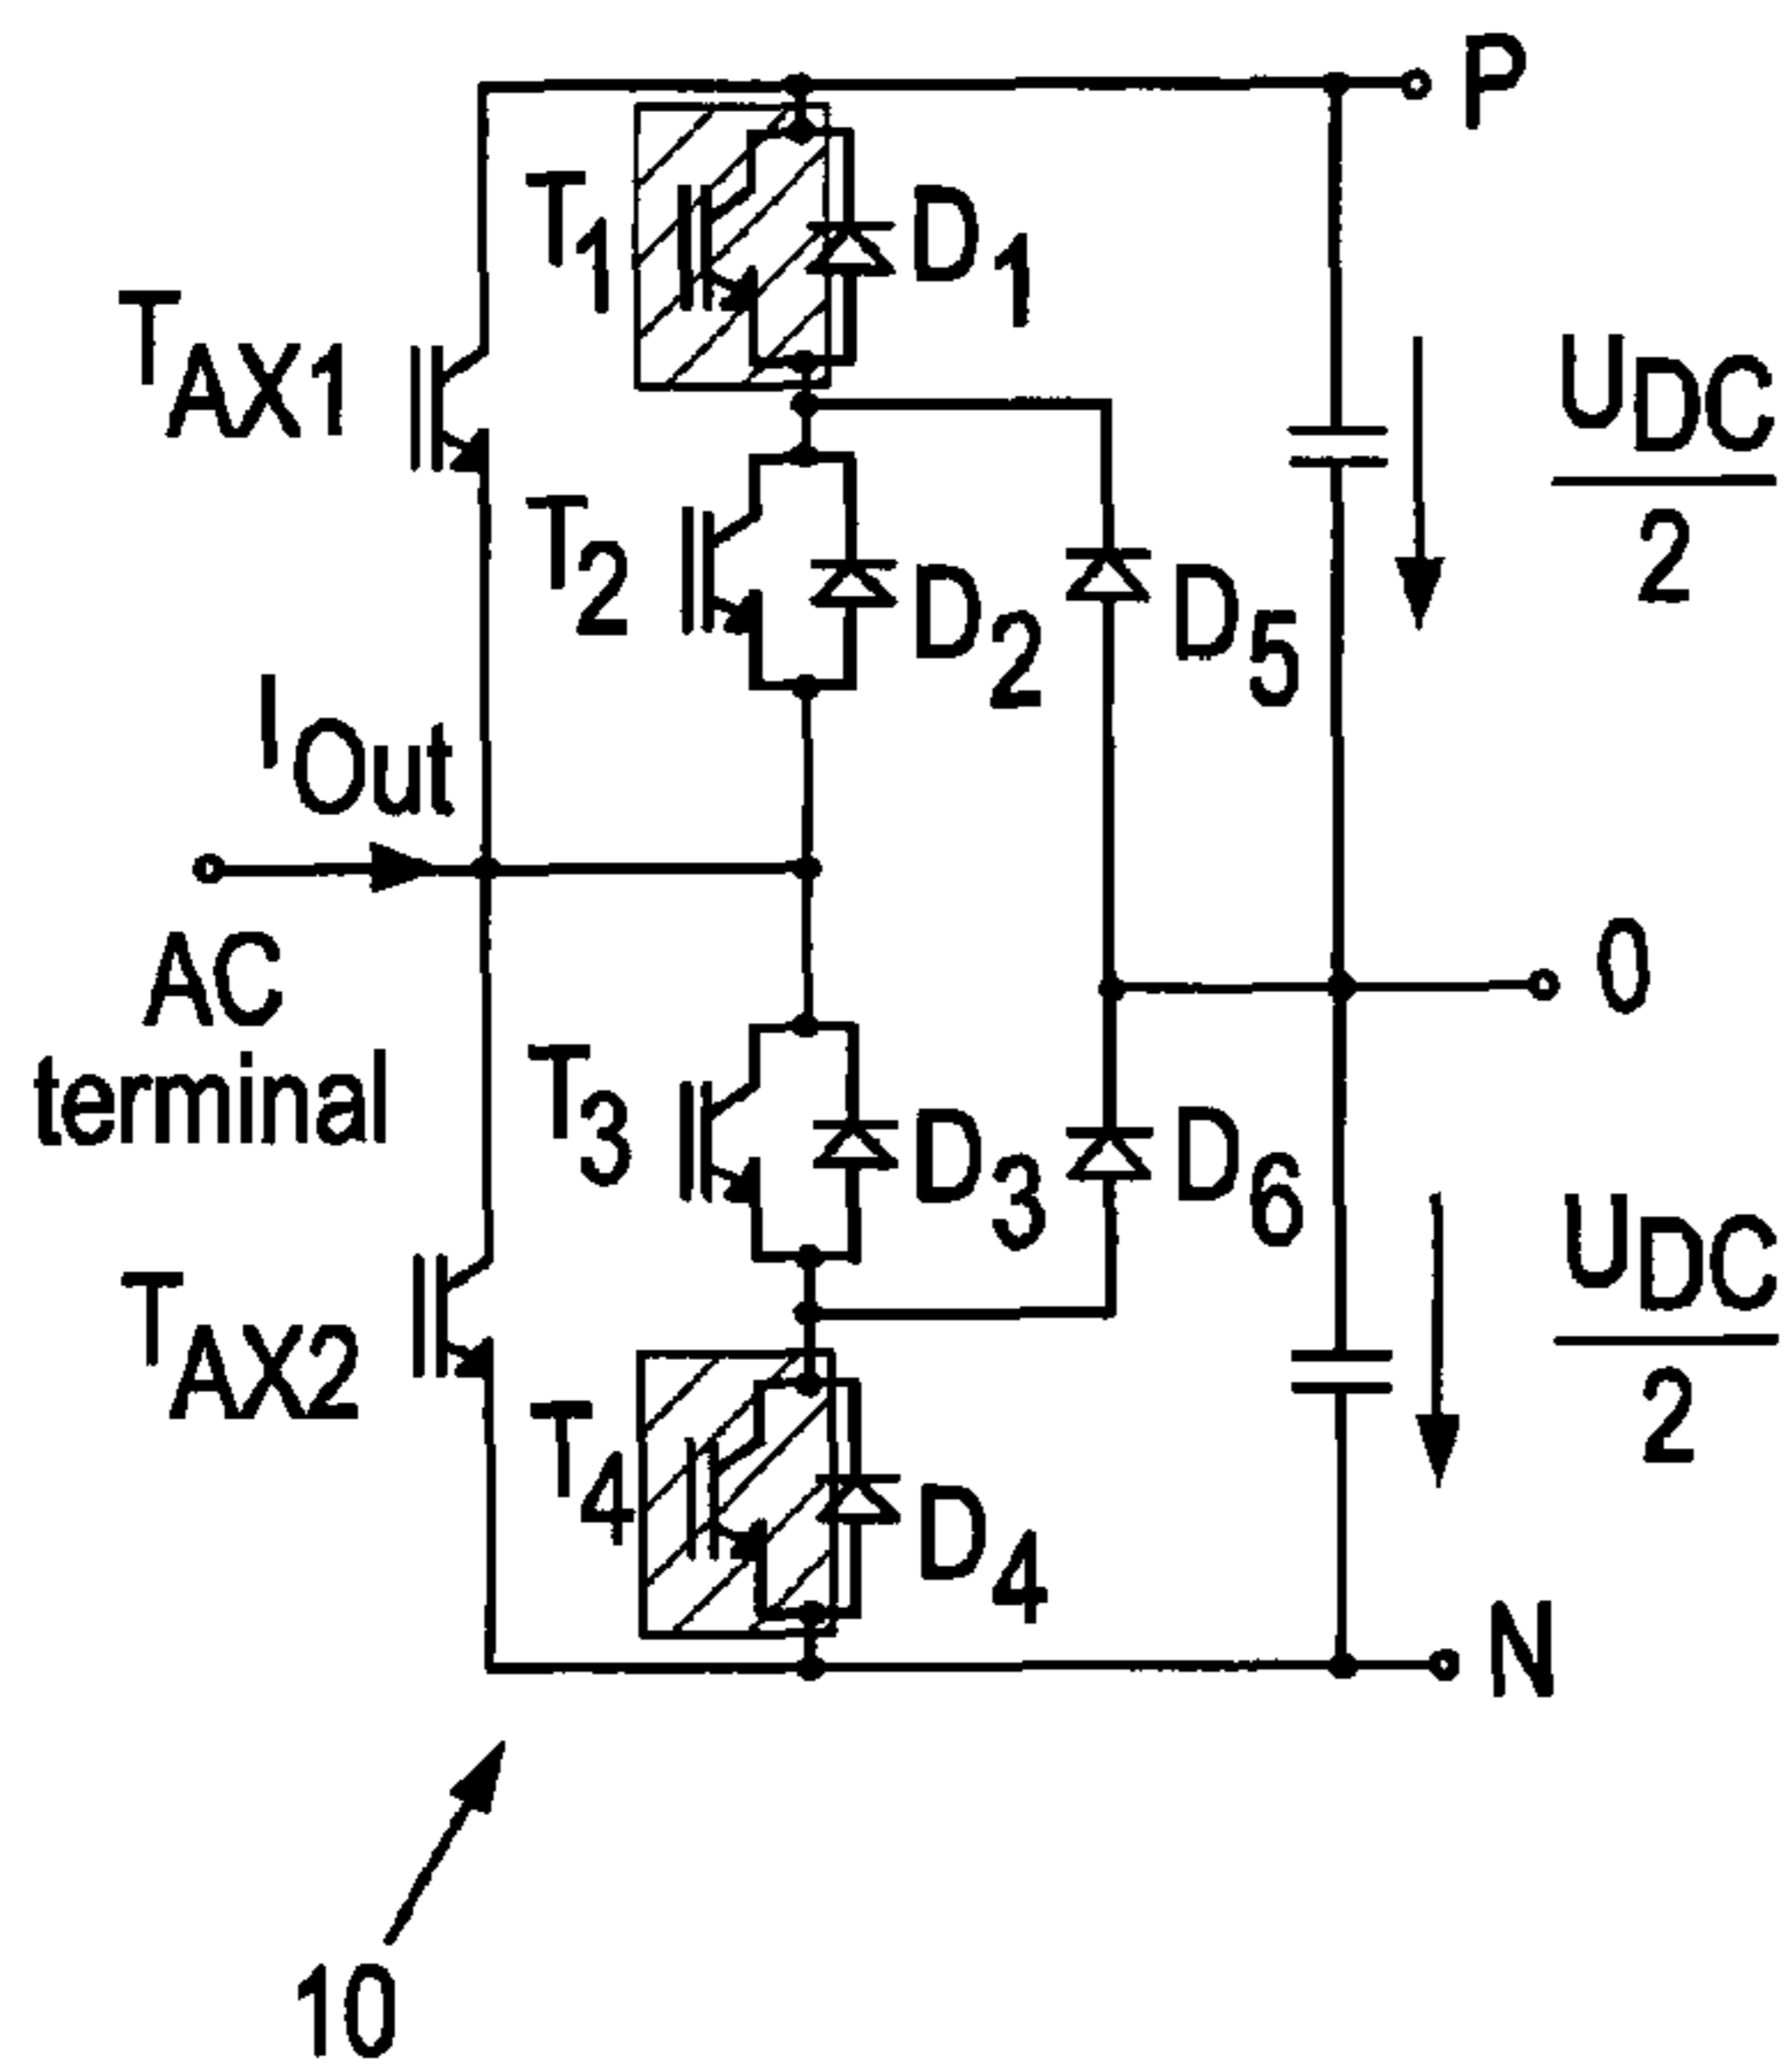 P
T1
D1
TAX1
UDC
2
T2
D2
D5
IOut
0
AC
terminal
T3
D3
D6
UDC
2
TAX2
T4
D4
N
10